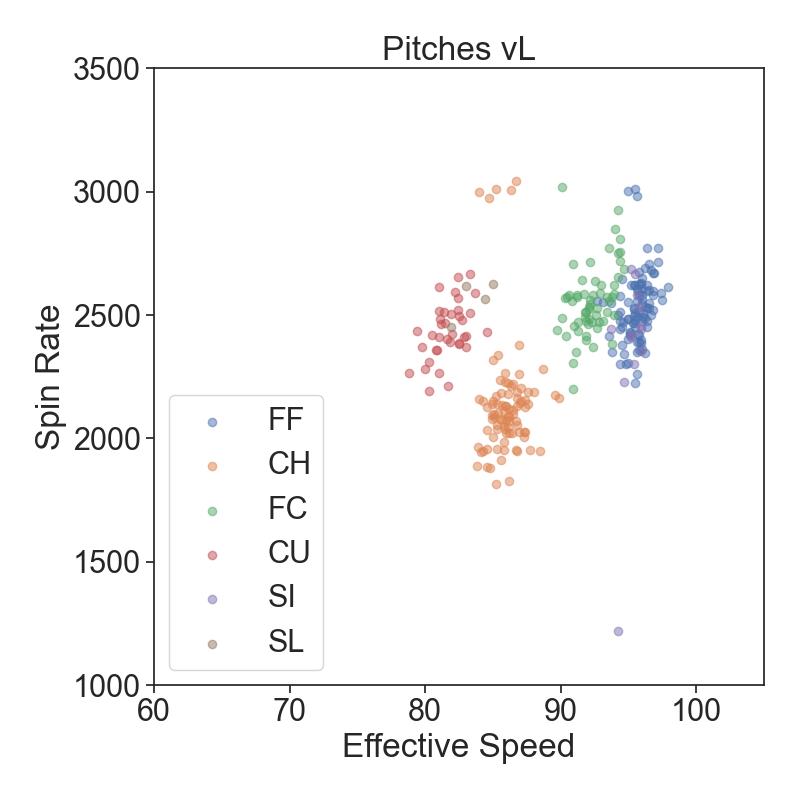 Pitches vL
3500
3000
2500
2000
1500
1000
Spin Rate
FF
CH
FC
CU
SI
SL
60 70 80 90 100
Effective Speed